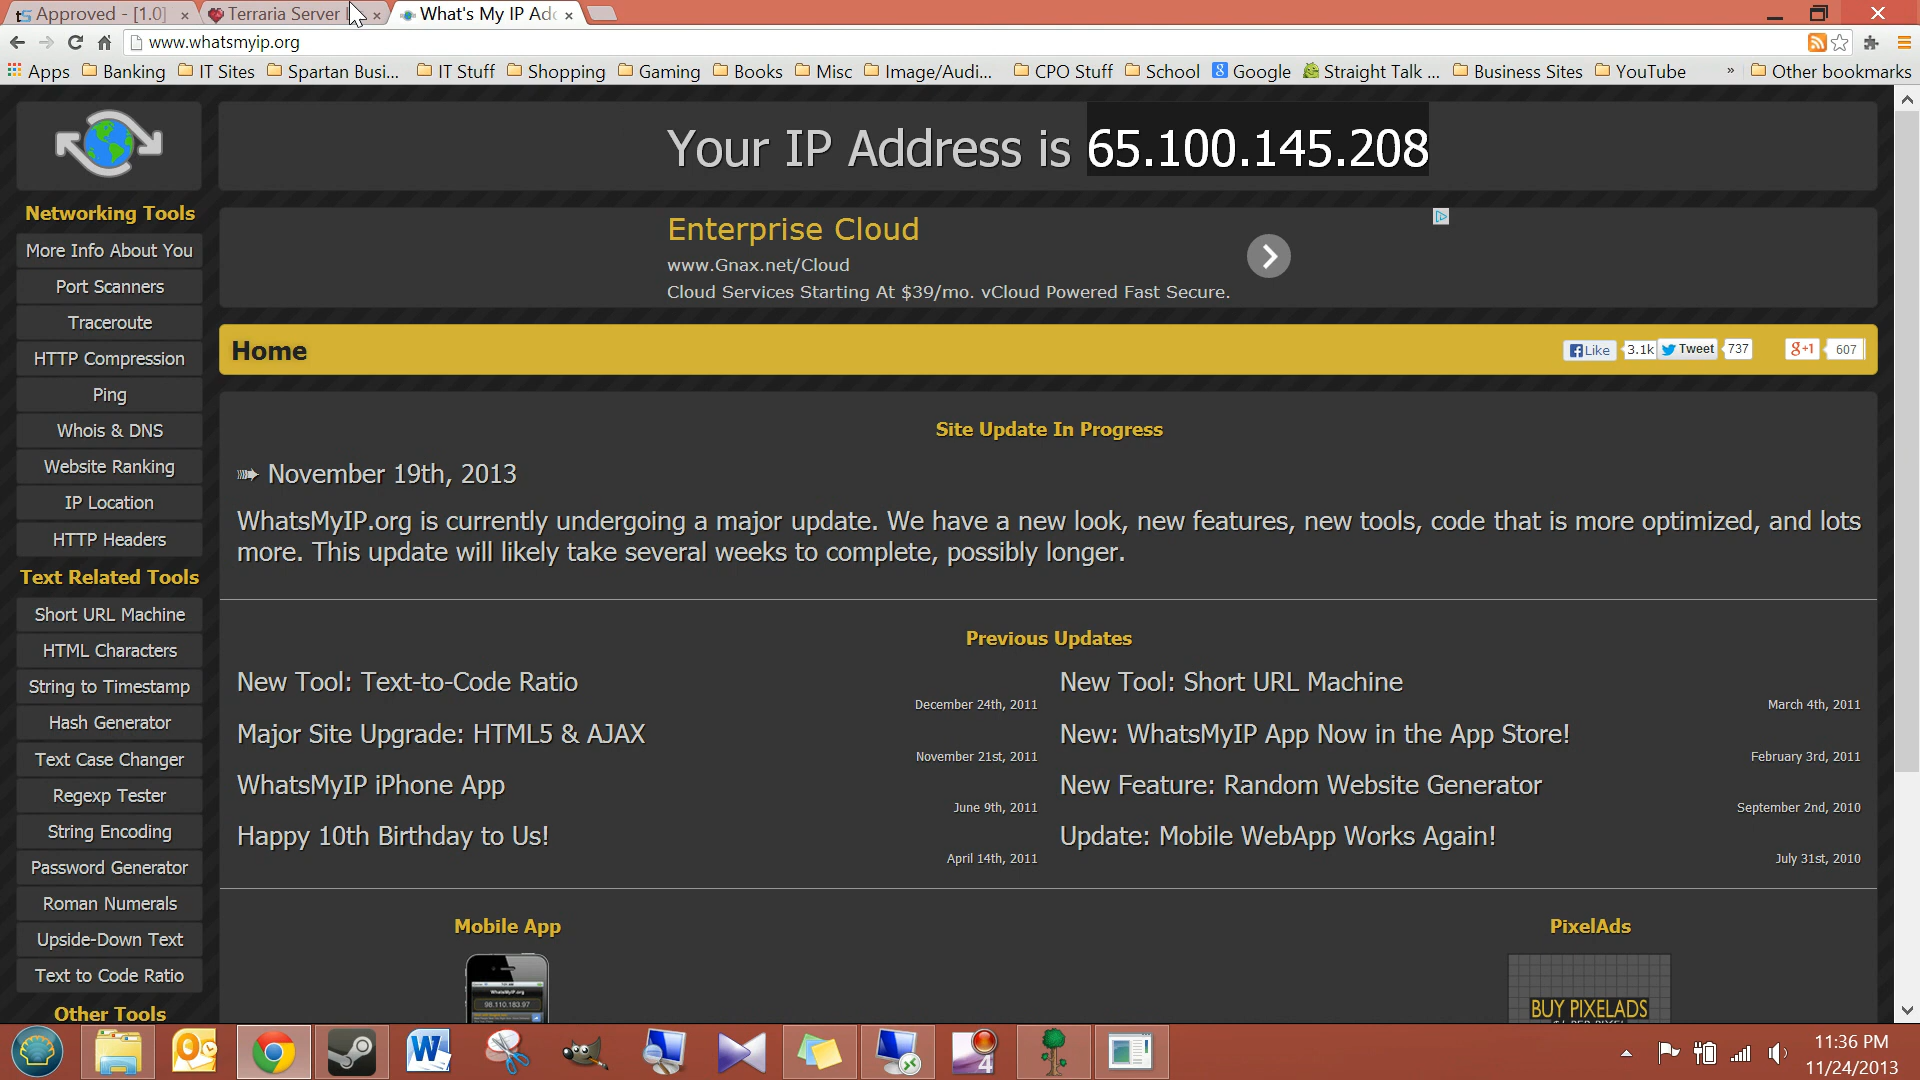 Approved - [1.0]
Terraria Server
What's My IP Ad
www.whatsmyip.org
Apps
Banking
IT Sites
Spartan Busi...
IT Stuff
Shopping
Gaming
Books
Misc
Image/Audi...
CPO Stuff
School
Google
Straight Talk ...
Business Sites
YouTube
»
Other bookmarks
Your IP Address is 65.100.145.208
Networking Tools
More Info About You
Port Scanners
Traceroute
HTTP Compression
Ping
Whois & DNS
Website Ranking
IP Location
HTTP Headers
Text Related Tools
Short URL Machine
HTML Characters
String to Timestamp
Hash Generator
Text Case Changer
Regexp Tester
String Encoding
Password Generator
Roman Numerals
Upside-Down Text
Text to Code Ratio
Other Tools
Enterprise Cloud
www.Gnax.net/Cloud
Cloud Services Starting At $39/mo. vCloud Powered Fast Secure.
Home
Like 3.1k
Tweet 737
g+1 607
Site Update In Progress
November 19th, 2013
WhatsMyIP.org is currently undergoing a major update. We have a new look, new features, new tools, code that is more optimized, and lots
more. This update will likely take several weeks to complete, possibly longer.
Previous Updates
New Tool: Text-to-Code Ratio
December 24th, 2011
Major Site Upgrade: HTML5 & AJAX
November 21st, 2011
WhatsMyIP iPhone App
June 9th, 2011
Happy 10th Birthday to Us!
April 14th, 2011
New Tool: Short URL Machine
March 4th, 2011
New: WhatsMyIP App Now in the App Store!
February 3rd, 2011
New Feature: Random Website Generator
September 2nd, 2010
Update: Mobile WebApp Works Again!
July 31st, 2010
Mobile App
98.110.183.97
PixelAds
BUY PIXELADS
11:36 PM
11/24/2013